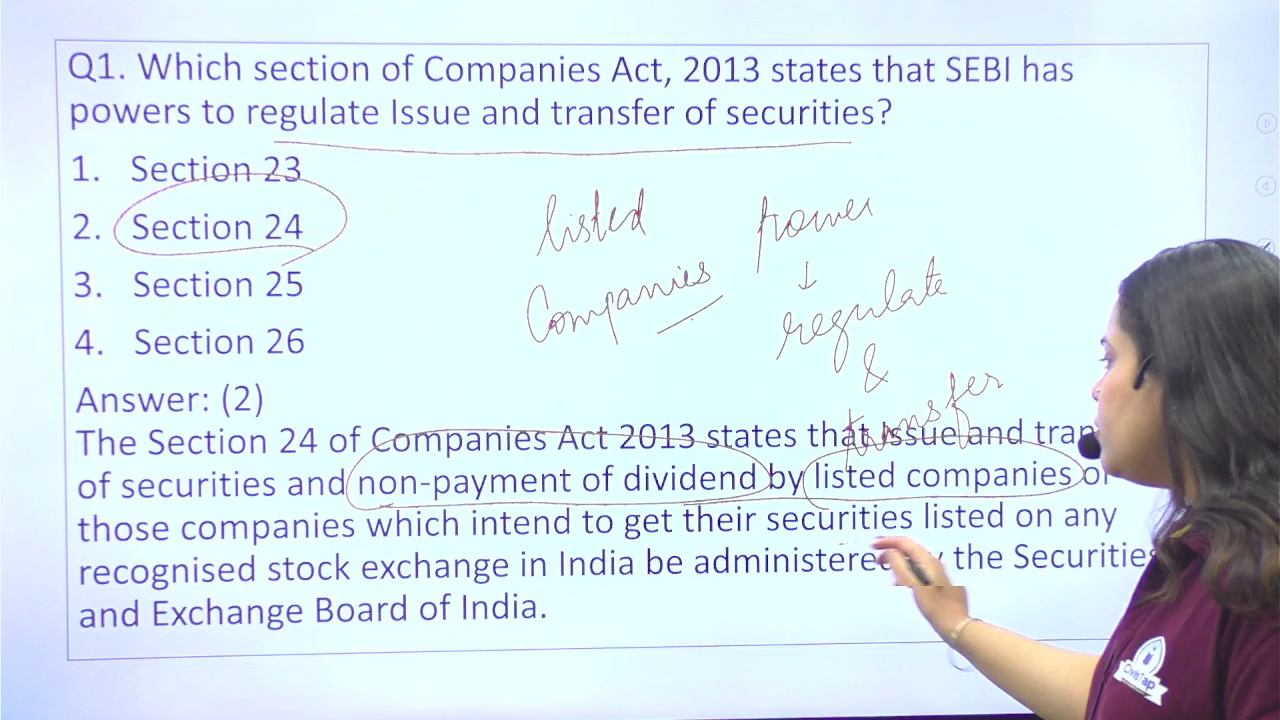 Q1. Which section of Companies Act, 2013 states that SEBI has
powers to regulate Issue and transfer of securities?
1. Section 23
2. Section 24
3. Section 25
4. Section 26
listed
Companies
power
↓
regulate
&
transfer
Answer: (2)
The Section 24 of Companies Act 2013 states that issue and tran
of securities and non-payment of dividend by listed companies or
those companies which intend to get their securities listed on any
recognised stock exchange in India be administered by the Securitie
and Exchange Board of India.
CivilsTap